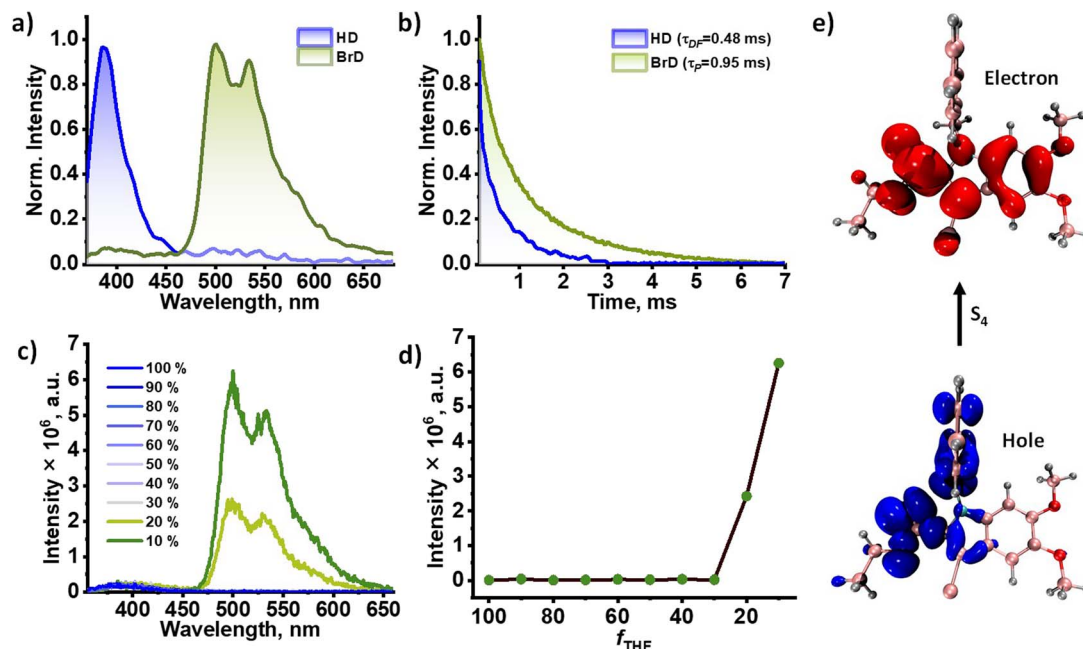 a)
Norm. Intensity
1.0
0.8
0.6
0.4
0.2
0.0
HD
BrD
400 450 500 550 600 650
Wavelength, nm
b)
Norm. Intensity
1.0
0.8
0.6
0.4
0.2
0.0
HD (τDF=0.48 ms)
BrD (τP=0.95 ms)
1 2 3 4 5 6 7
Time, ms
c)
Intensity × 10⁶, a.u.
7
6
5
4
3
2
1
0
100 %
90 %
80 %
70 %
60 %
50 %
40 %
30 %
20 %
10 %
400 450 500 550 600 650
Wavelength, nm
d)
Intensity × 10⁶, a.u.
7
6
5
4
3
2
1
0
100 80 60 40 20
fTHF
e)
Electron
S₄
Hole